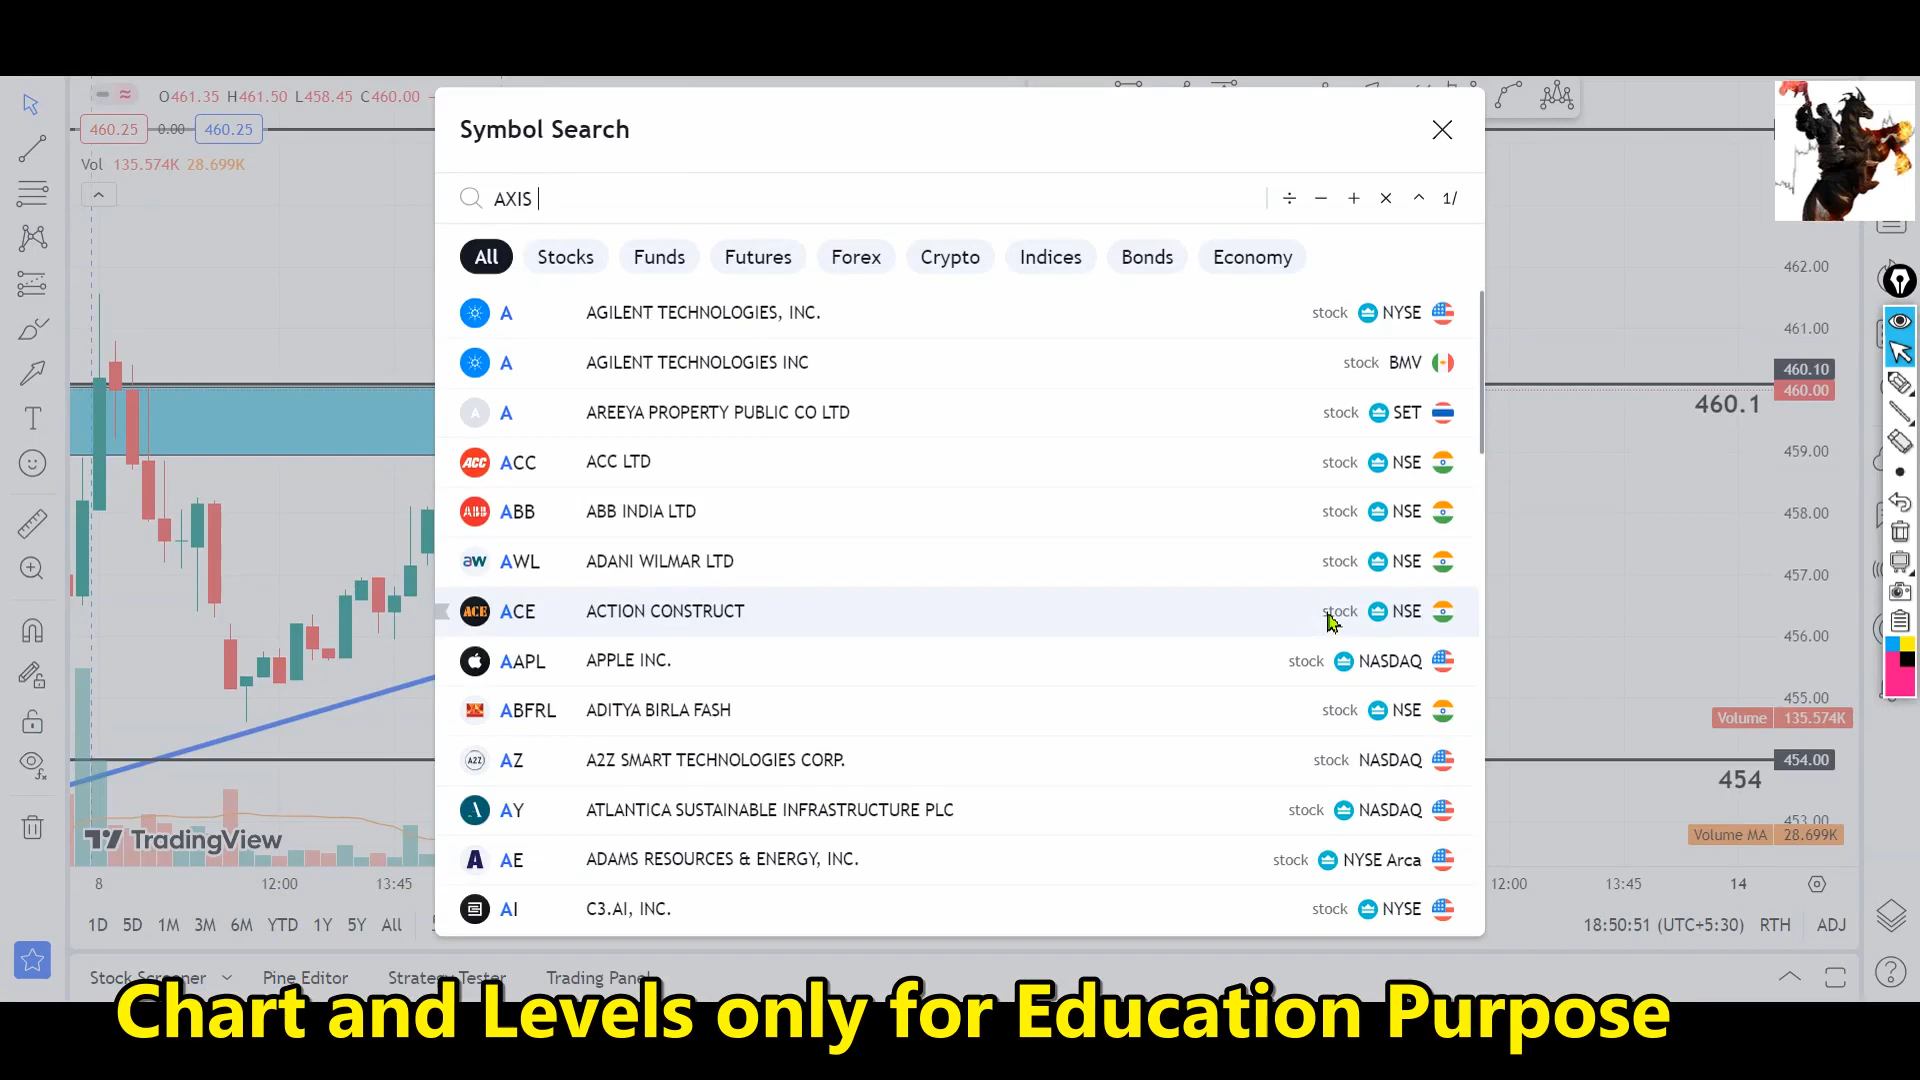 O461.35 H461.50 L458.45 C460.00
460.25 0.00 460.25
Vol 135.574K 28.699K
Symbol Search
AXIS
1/
All Stocks Funds Futures Forex Crypto Indices Bonds Economy
A AGILENT TECHNOLOGIES, INC. stock NYSE
A AGILENT TECHNOLOGIES INC stock BMV
A A AREEYA PROPERTY PUBLIC CO LTD stock SET
ACC ACC ACC LTD stock NSE
ABB ABB ABB INDIA LTD stock NSE
aw AWL ADANI WILMAR LTD stock NSE
ACE ACE ACTION CONSTRUCT stock NSE
AAPL APPLE INC. stock NASDAQ
ABFRL ADITYA BIRLA FASH stock NSE
A2Z AZ A2Z SMART TECHNOLOGIES CORP. stock NASDAQ
AY ATLANTICA SUSTAINABLE INFRASTRUCTURE PLC stock NASDAQ
A AE ADAMS RESOURCES & ENERGY, INC. stock NYSE Arca
AI C3.AI, INC. stock NYSE
462.00
461.00
460.10
460.00
460.1
459.00
458.00
457.00
456.00
455.00
Volume 135.574K
454.00
454
453.00
Volume MA 28.699K
TradingView
8 12:00 13:45 12:00 13:45 14
1D 5D 1M 3M 6M YTD 1Y 5Y All 18:50:51 (UTC+5:30) RTH ADJ
Stock Screener Pine Editor Strategy Tester Trading Panel
Chart and Levels only for Education Purpose